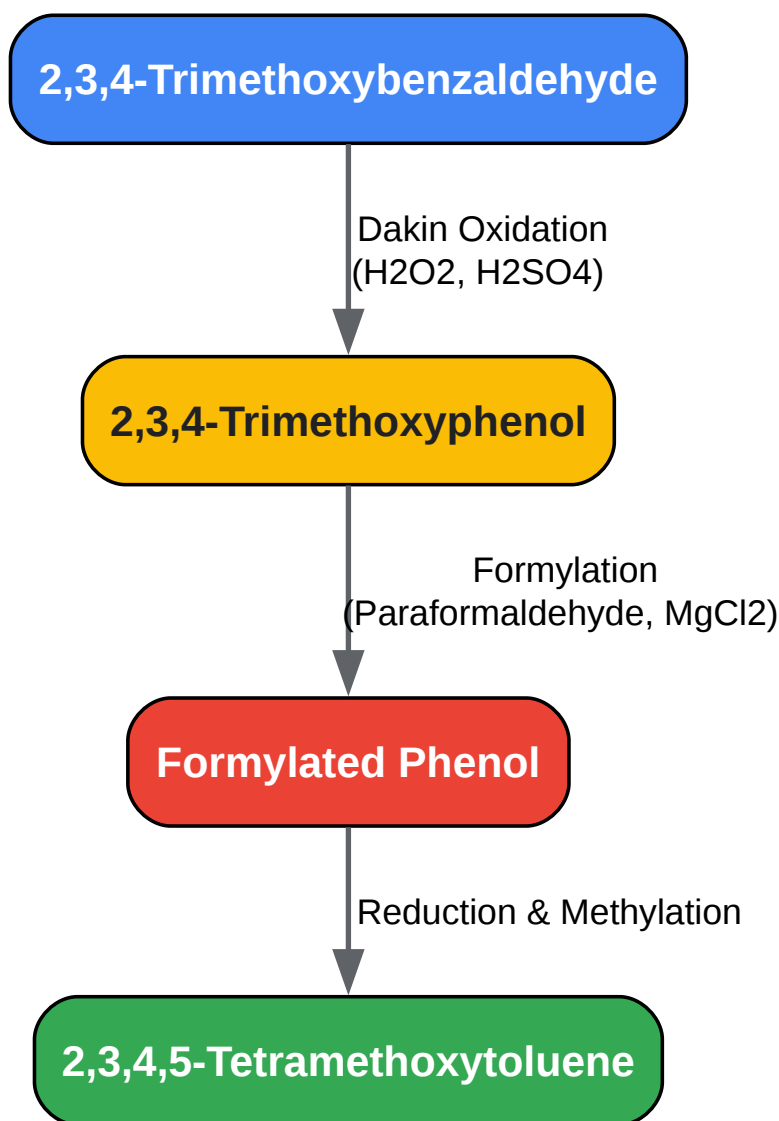 2,3,4-Trimethoxybenzaldehyde
Dakin Oxidation
(H2O2, H2SO4)
2,3,4-Trimethoxyphenol
Formylation
(Paraformaldehyde, MgCl2)
Formylated Phenol
Reduction & Methylation
2,3,4,5-Tetramethoxytoluene